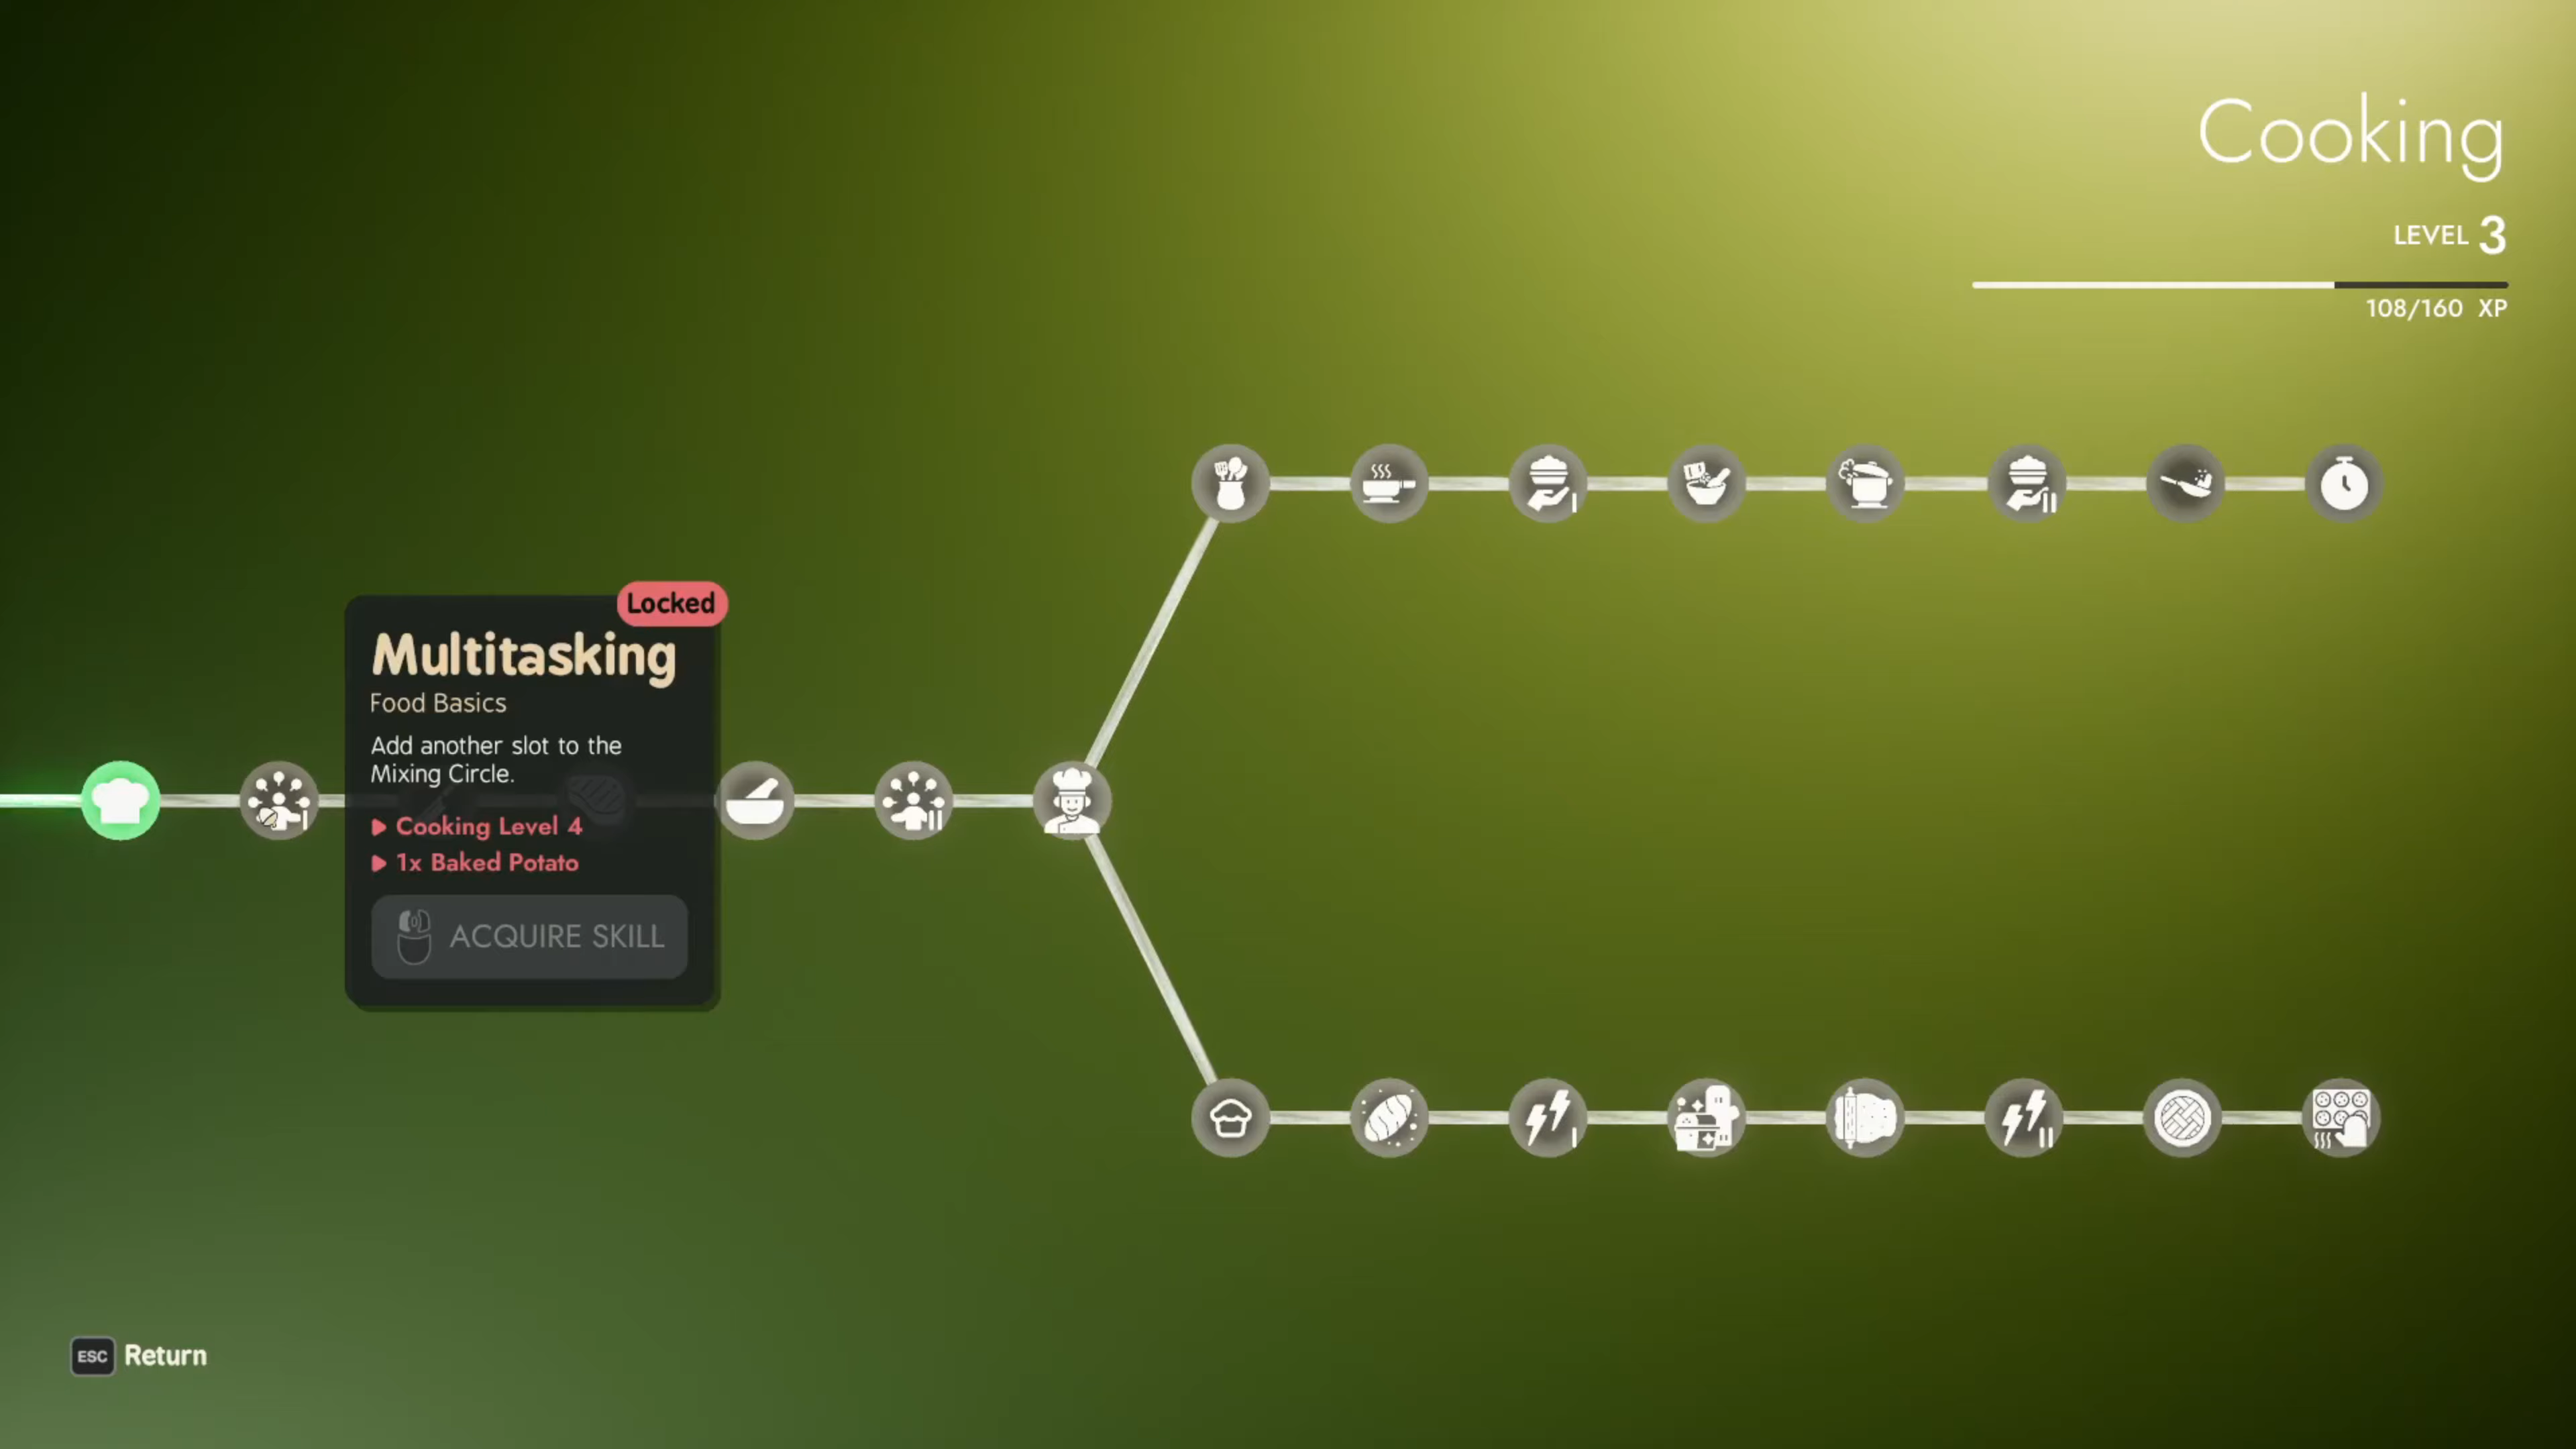 Cooking
LEVEL 3
108/160 XP
Locked
Multitasking
Food Basics
Add another slot to the
Mixing Circle.
Cooking Level 4
1x Baked Potato
ACQUIRE SKILL
ESC Return